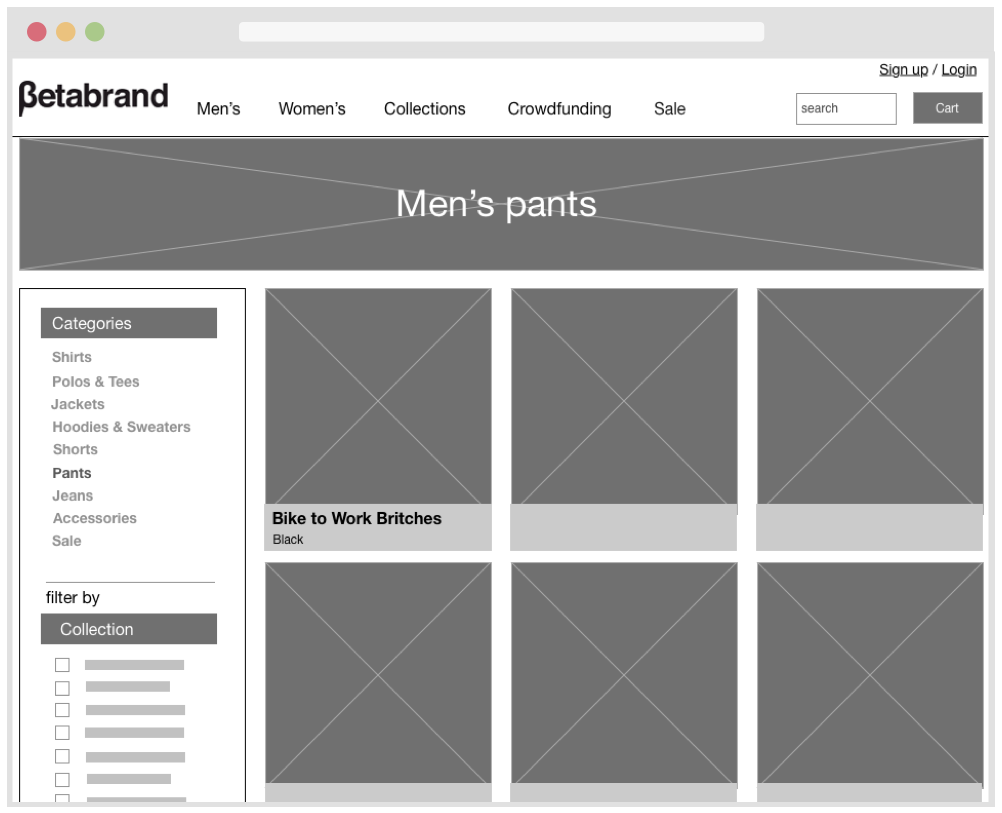 Sign up / Login
βetabrand
Men's
Women's
Collections
Crowdfunding
Sale
search
Cart
Men's pants
Categories
Shirts
Polos & Tees
Jackets
Hoodies & Sweaters
Shorts
Pants
Jeans
Accessories
Sale
filter by
Collection
Bike to Work Britches
Black